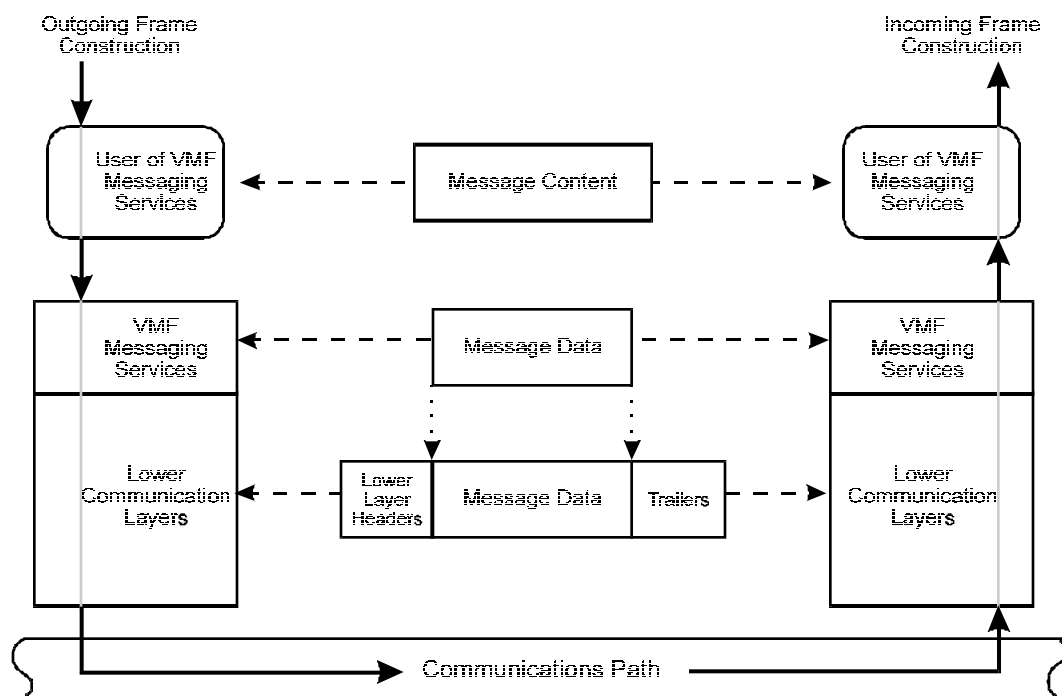 Outgoing Frame
Construction
Incoming Frame
Construction
User of VMF
Messaging
Services
Message Content
User of VMF
Messaging
Services
VMF
Messaging
Services
Message Data
VMF
Messaging
Services
Lower
Communication
Layers
Lower
Layer
Headers
Message Data
Trailers
Lower
Communication
Layers
Communications Path